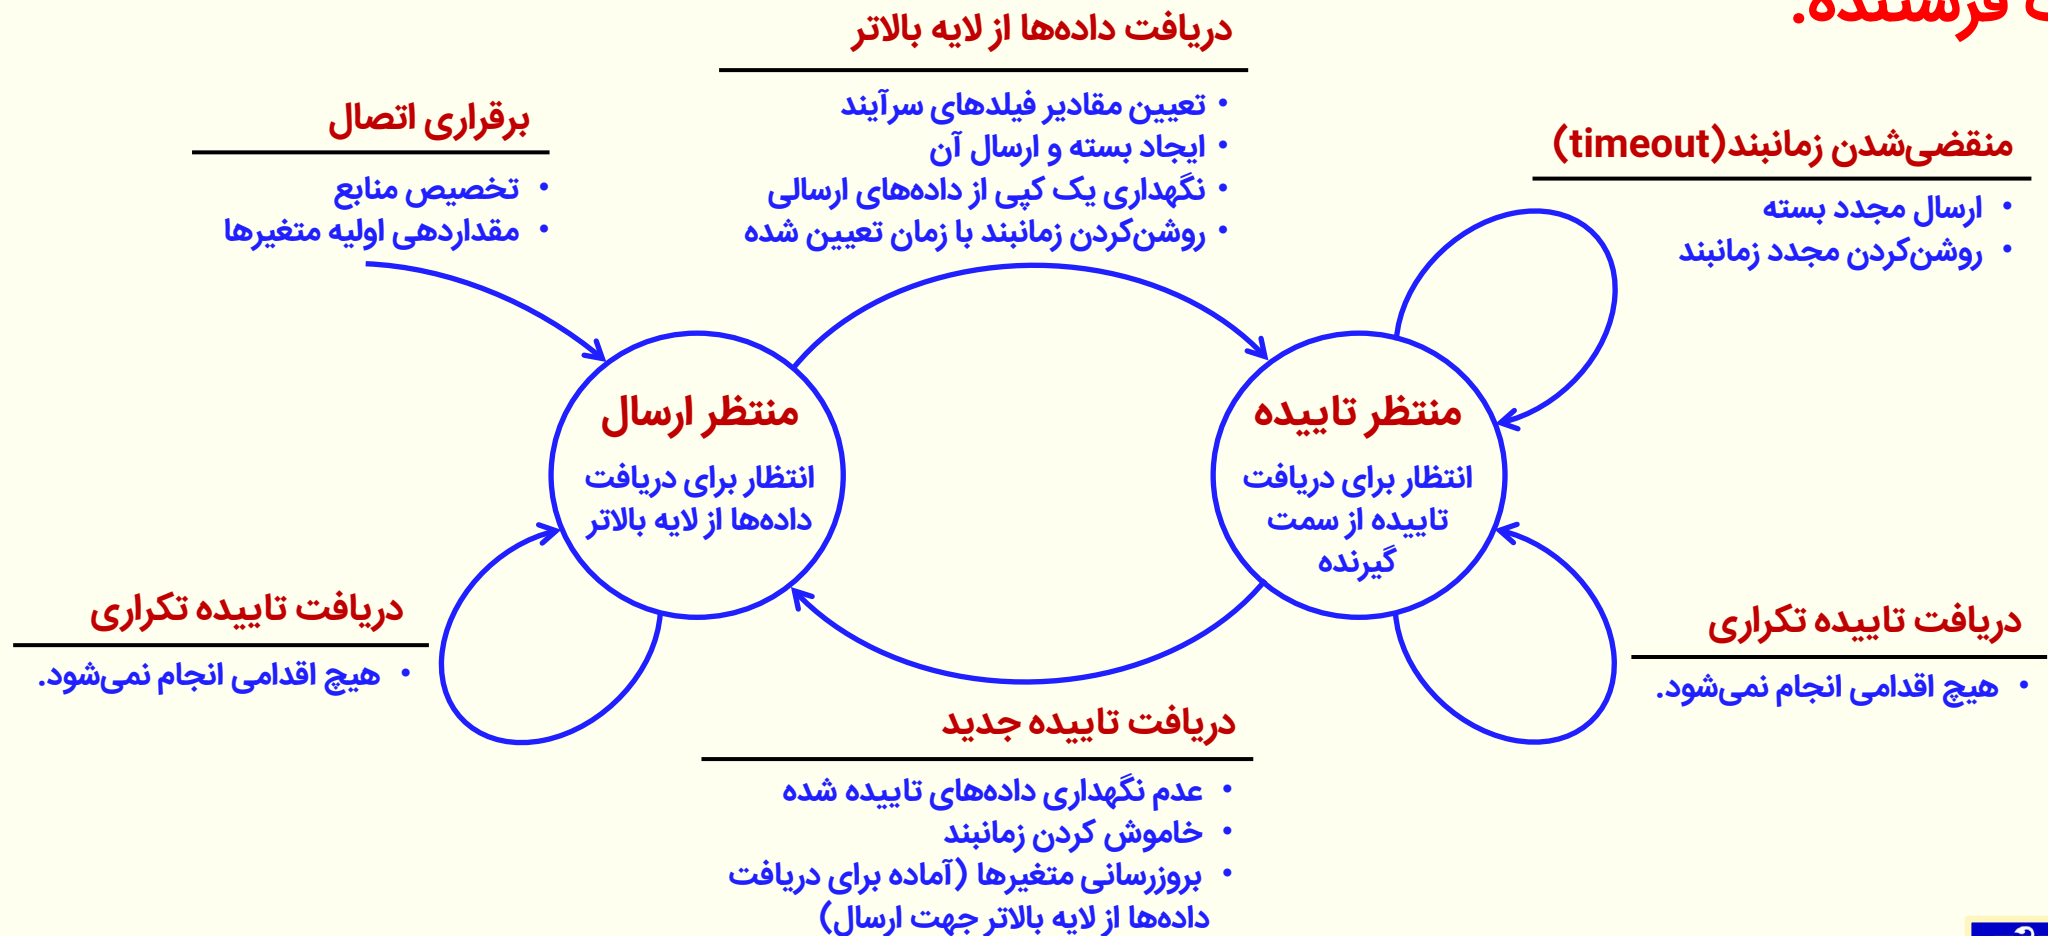 فرستنده.
دریافت داده‌ها از لایه بالاتر
• تعیین مقادیر فیلدهای سرآیند
• ایجاد بسته و ارسال آن
• نگهداری یک کپی از داده‌های ارسالی
• روشن‌کردن زمانبند با زمان تعیین شده
برقراری اتصال
• تخصیص منابع
• مقداردهی اولیه متغیرها
منقضی‌شدن زمانبند(timeout)
• ارسال مجدد بسته
• روشن‌کردن مجدد زمانبند
منتظر تاییده
انتظار برای دریافت
تاییده از سمت
گیرنده
منتظر ارسال
انتظار برای دریافت
داده‌ها از لایه بالاتر
دریافت تاییده تکراری
• هیچ اقدامی انجام نمی‌شود.
دریافت تاییده تکراری
• هیچ اقدامی انجام نمی‌شود.
دریافت تاییده جدید
• عدم نگهداری داده‌های تاییده شده
• خاموش کردن زمانبند
• بروزرسانی متغیرها (آماده برای دریافت
داده‌ها از لایه بالاتر جهت ارسال)